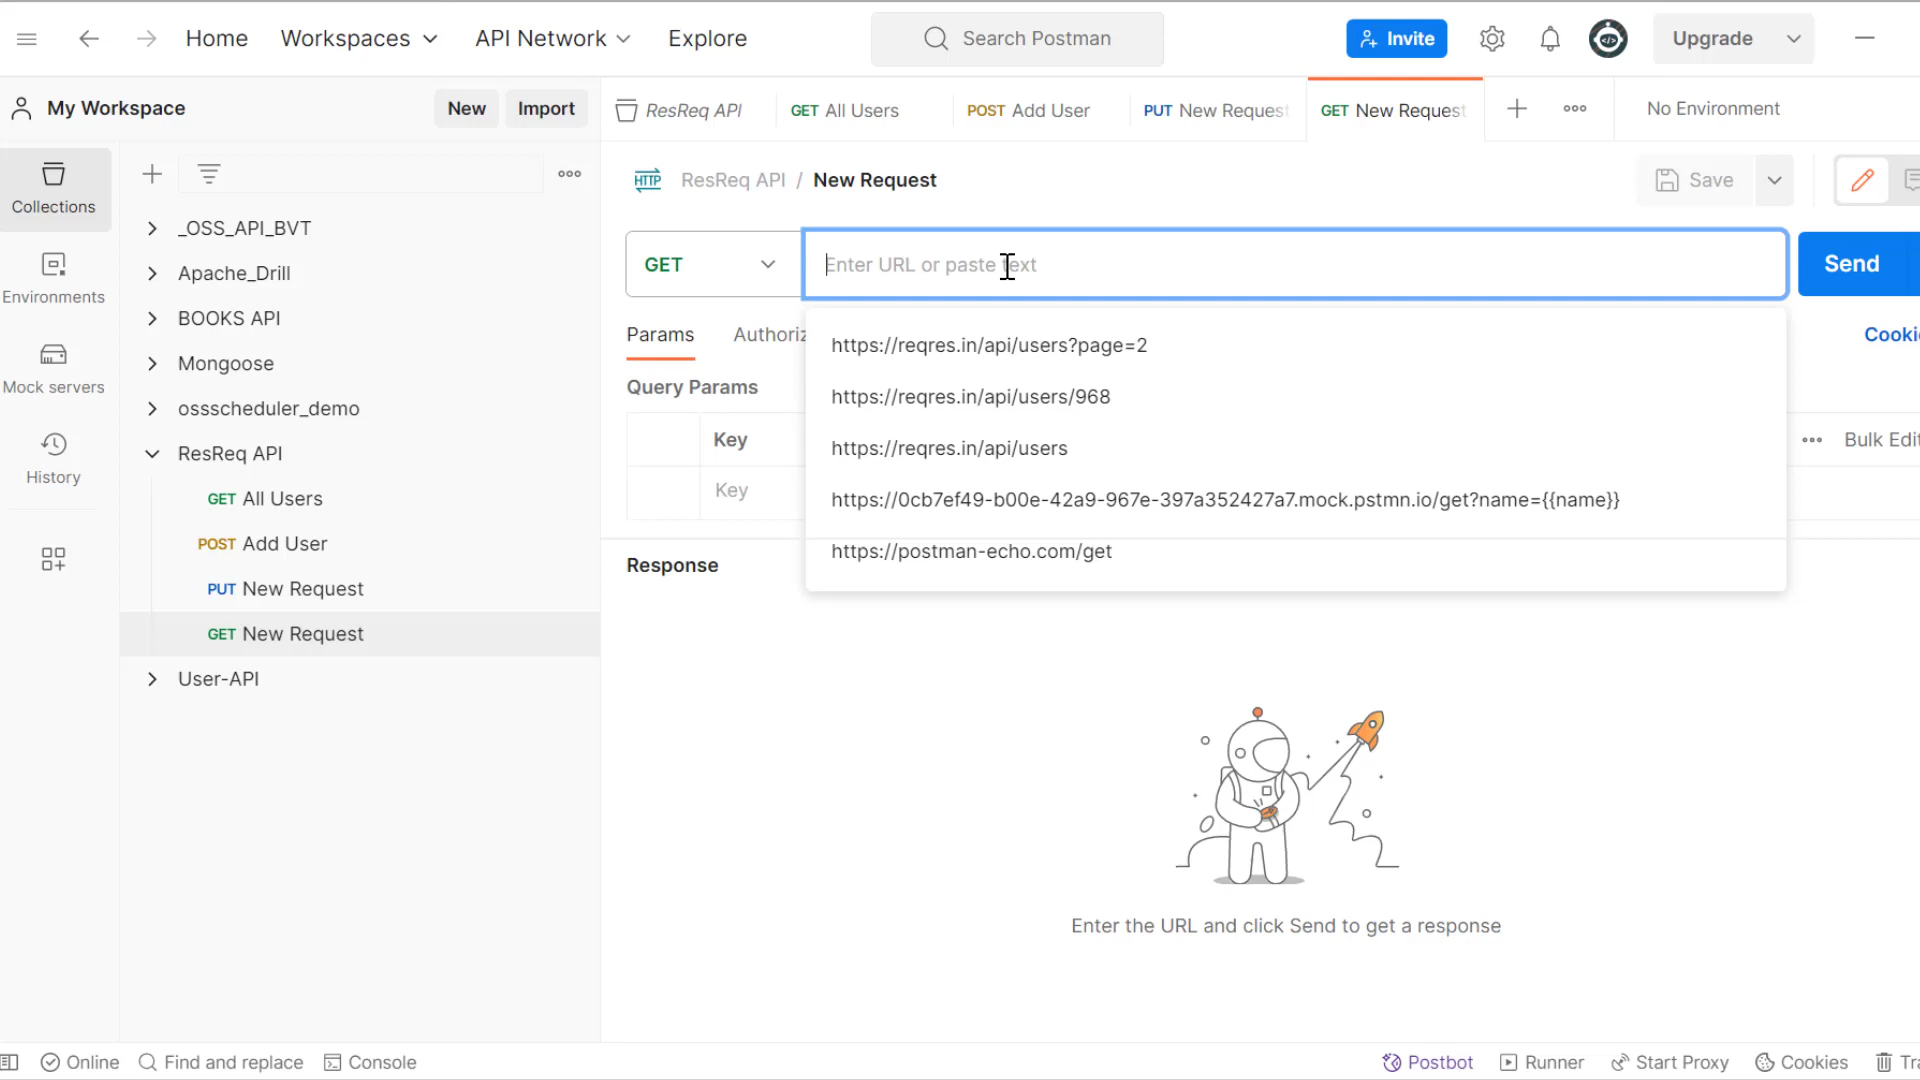 Home Workspaces API Network Explore Search Postman Invite Upgrade
My Workspace New Import
ResReq API GET All Users POST Add User PUT New Request GET New Request No Environment
Collections
Environments
Mock servers
History
_OSS_API_BVT
Apache_Drill
BOOKS API
Mongoose
ossscheduler_demo
ResReq API
GET All Users
POST Add User
PUT New Request
GET New Request
User-API
HTTP ResReq API / New Request Save
GET Enter URL or paste text Send
Params Authoriz Cooki
https://reqres.in/api/users?page=2
Query Params
https://reqres.in/api/users/968
Key Bulk Edit
https://reqres.in/api/users
Key
https://0cb7ef49-b00e-42a9-967e-397a352427a7.mock.pstmn.io/get?name={{name}}
https://postman-echo.com/get
Response
Enter the URL and click Send to get a response
Online Find and replace Console Postbot Runner Start Proxy Cookies Tra